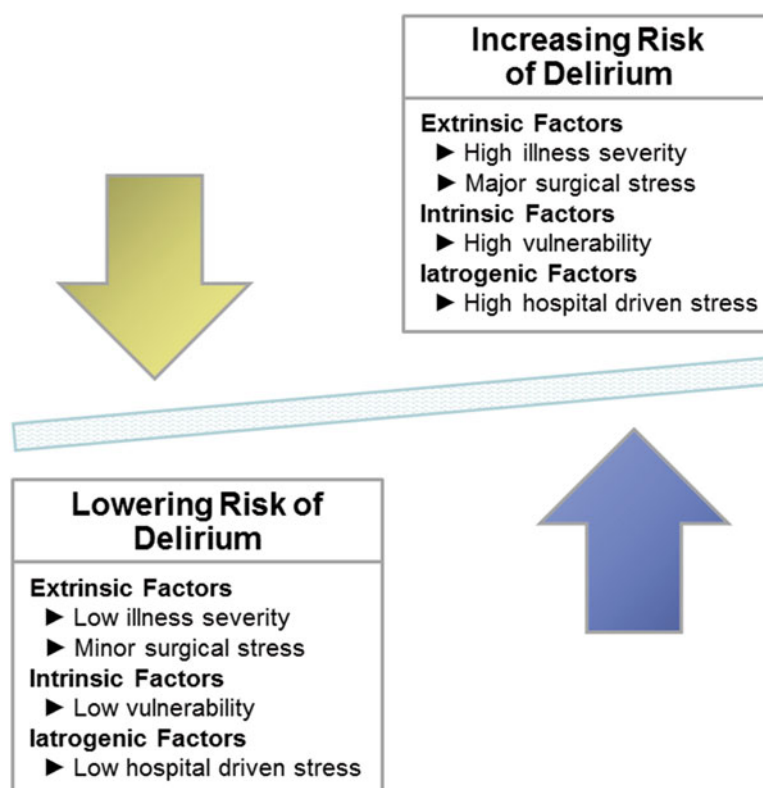 Increasing Risk
of Delirium
Extrinsic Factors
► High illness severity
► Major surgical stress
Intrinsic Factors
► High vulnerability
Iatrogenic Factors
► High hospital driven stress
Lowering Risk of
Delirium
Extrinsic Factors
► Low illness severity
► Minor surgical stress
Intrinsic Factors
► Low vulnerability
Iatrogenic Factors
► Low hospital driven stress